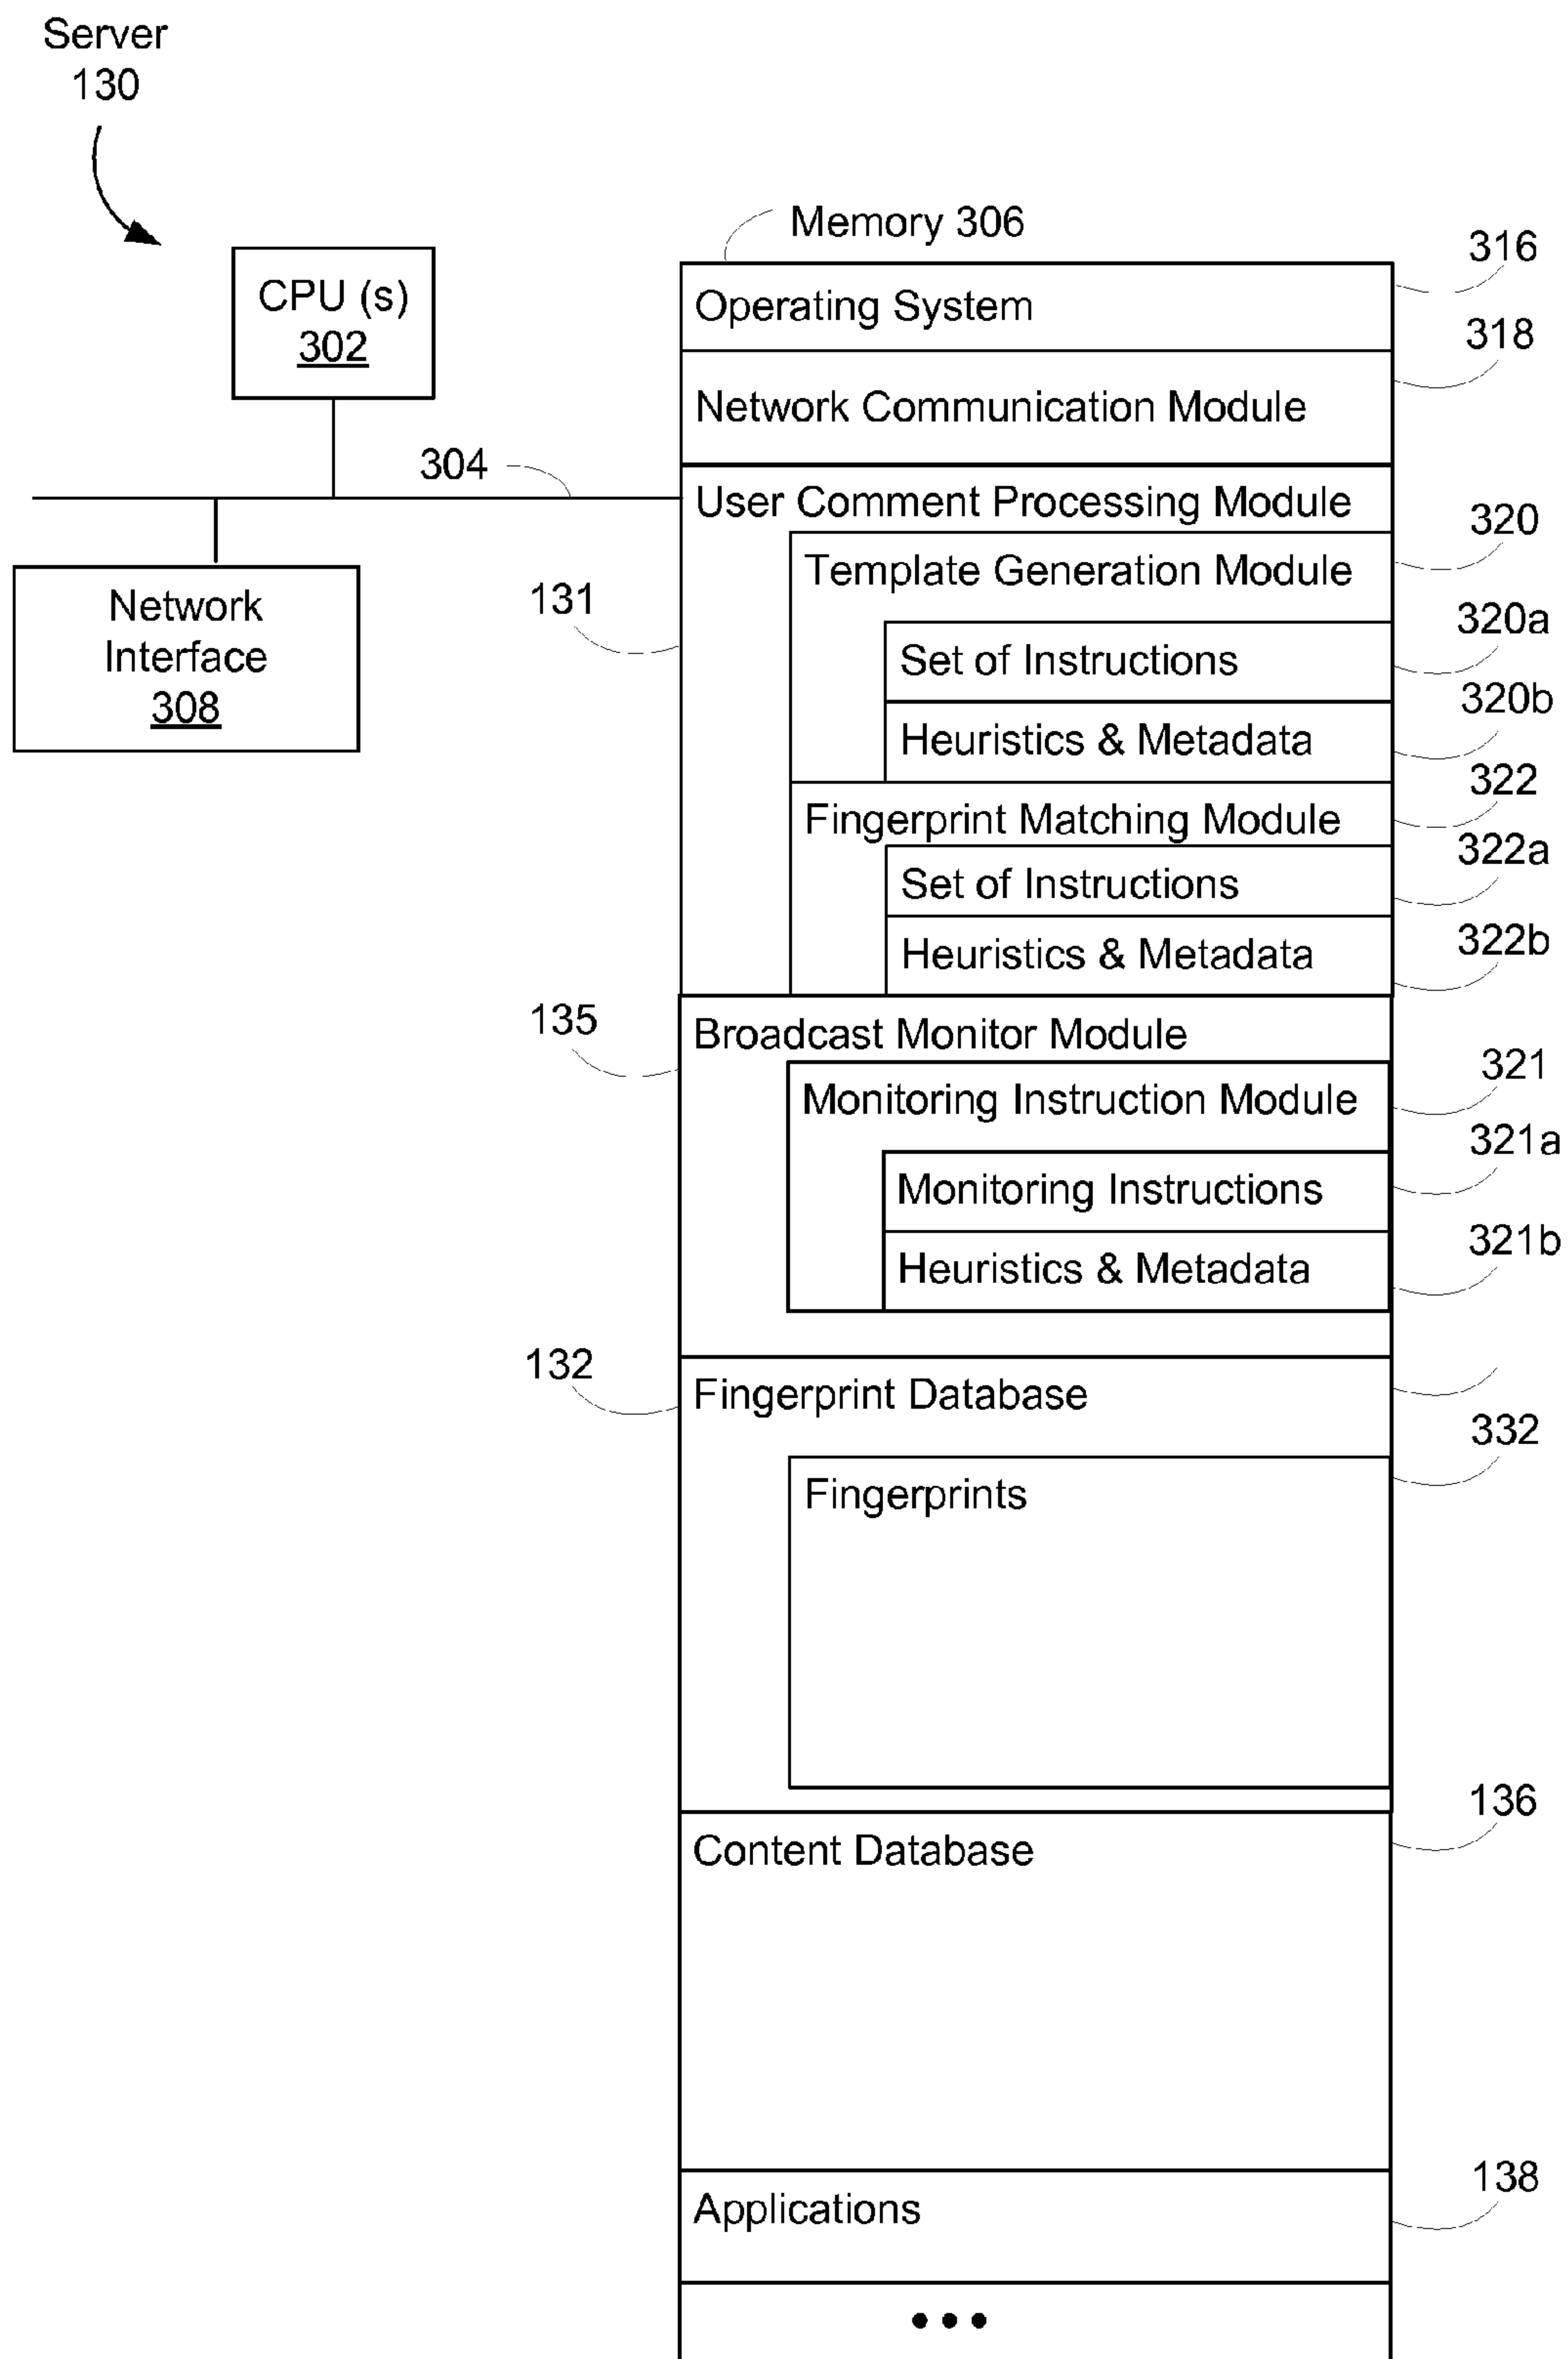 Server
130
Memory 306
316
CPU (s)
302
Operating System
318
Network Communication Module
304
User Comment Processing Module
320
Template Generation Module
131
Network
Interface
308
320a
Set of Instructions
320b
Heuristics & Metadata
322
Fingerprint Matching Module
322a
Set of Instructions
322b
Heuristics & Metadata
135
Broadcast Monitor Module
321
Monitoring Instruction Module
321a
Monitoring Instructions
321b
Heuristics & Metadata
132
Fingerprint Database
332
Fingerprints
136
Content Database
138
Applications
•••